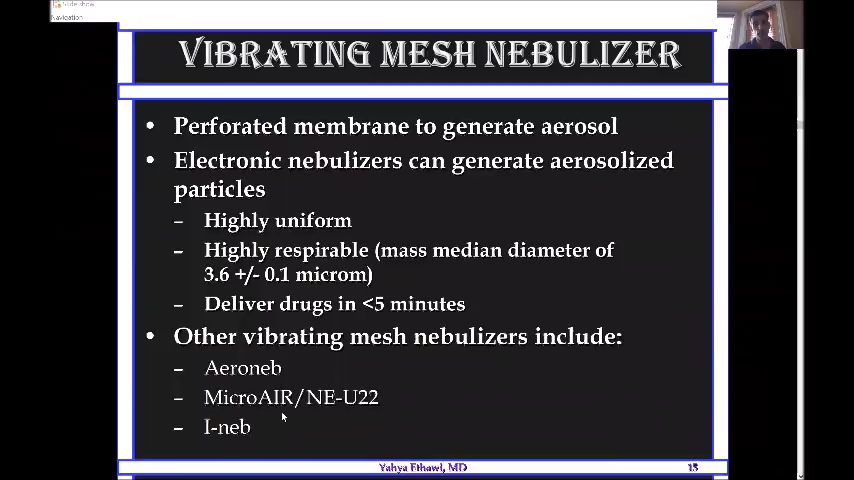 Slide show
Navigation
VIBRATING MESH NEBULIZER
• Perforated membrane to generate aerosol
• Electronic nebulizers can generate aerosolized
particles
– Highly uniform
– Highly respirable (mass median diameter of
3.6 +/- 0.1 microm)
– Deliver drugs in <5 minutes
• Other vibrating mesh nebulizers include:
– Aeroneb
– MicroAIR/NE-U22
– I-neb
Yahya Ethawi, MD
15